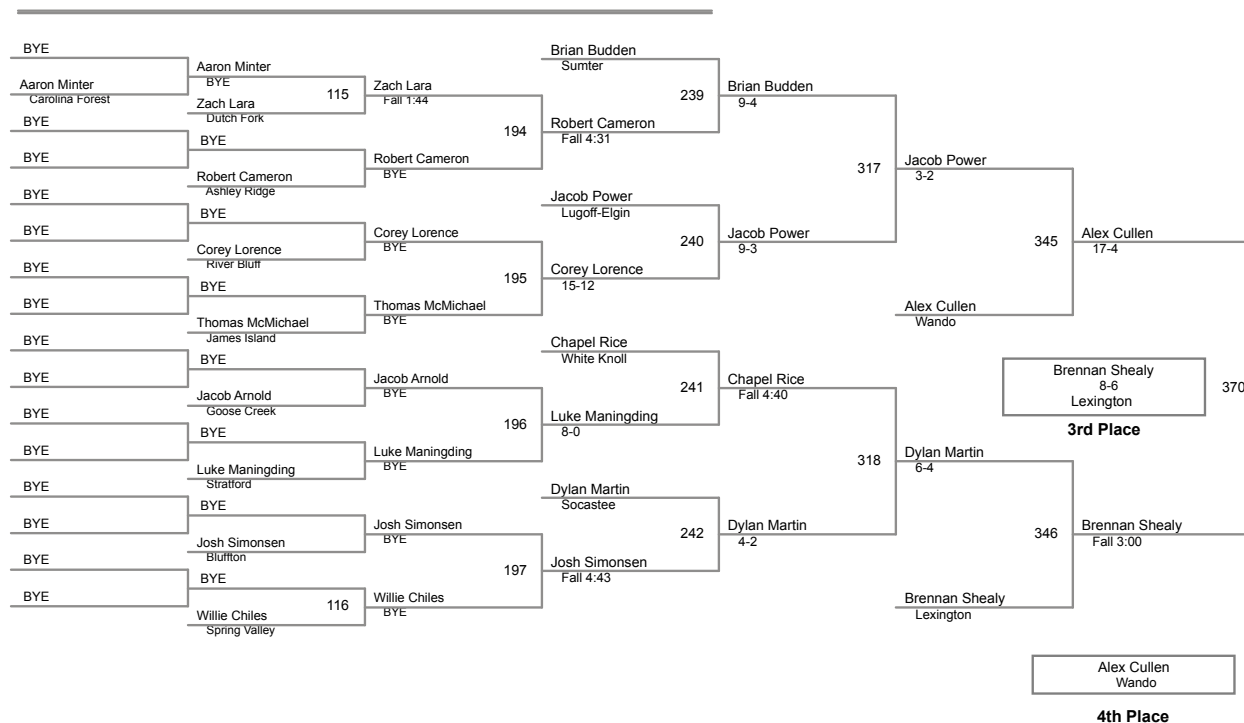 BYE
Aaron Minter
Carolina Forest
BYE
BYE
BYE
BYE
BYE
BYE
BYE
BYE
BYE
BYE
BYE
BYE
BYE
BYE
Aaron Minter
BYE
115
Zach Lara
Dutch Fork
BYE
Robert Cameron
Ashley Ridge
BYE
Corey Lorence
River Bluff
BYE
Thomas McMichael
James Island
BYE
Jacob Arnold
Goose Creek
BYE
Luke Maningding
Stratford
BYE
Josh Simonsen
Bluffton
BYE
116
Willie Chiles
Spring Valley
Zach Lara
Fall 1:44
194
Robert Cameron
BYE
Corey Lorence
BYE
195
Thomas McMichael
BYE
Jacob Arnold
BYE
196
Luke Maningding
BYE
Josh Simonsen
BYE
197
Willie Chiles
BYE
Brian Budden
Sumter
239
Robert Cameron
Fall 4:31
Jacob Power
Lugoff-Elgin
240
Corey Lorence
15-12
Chapel Rice
White Knoll
241
Luke Maningding
8-0
Dylan Martin
Socastee
242
Josh Simonsen
Fall 4:43
Brian Budden
9-4
317
Jacob Power
9-3
Chapel Rice
Fall 4:40
318
Dylan Martin
4-2
Jacob Power
3-2
345
Alex Cullen
Wando
Dylan Martin
6-4
346
Brennan Shealy
Lexington
Alex Cullen
17-4
Brennan Shealy
8-6
Lexington
370
3rd Place
Brennan Shealy
Fall 3:00
Alex Cullen
Wando
4th Place